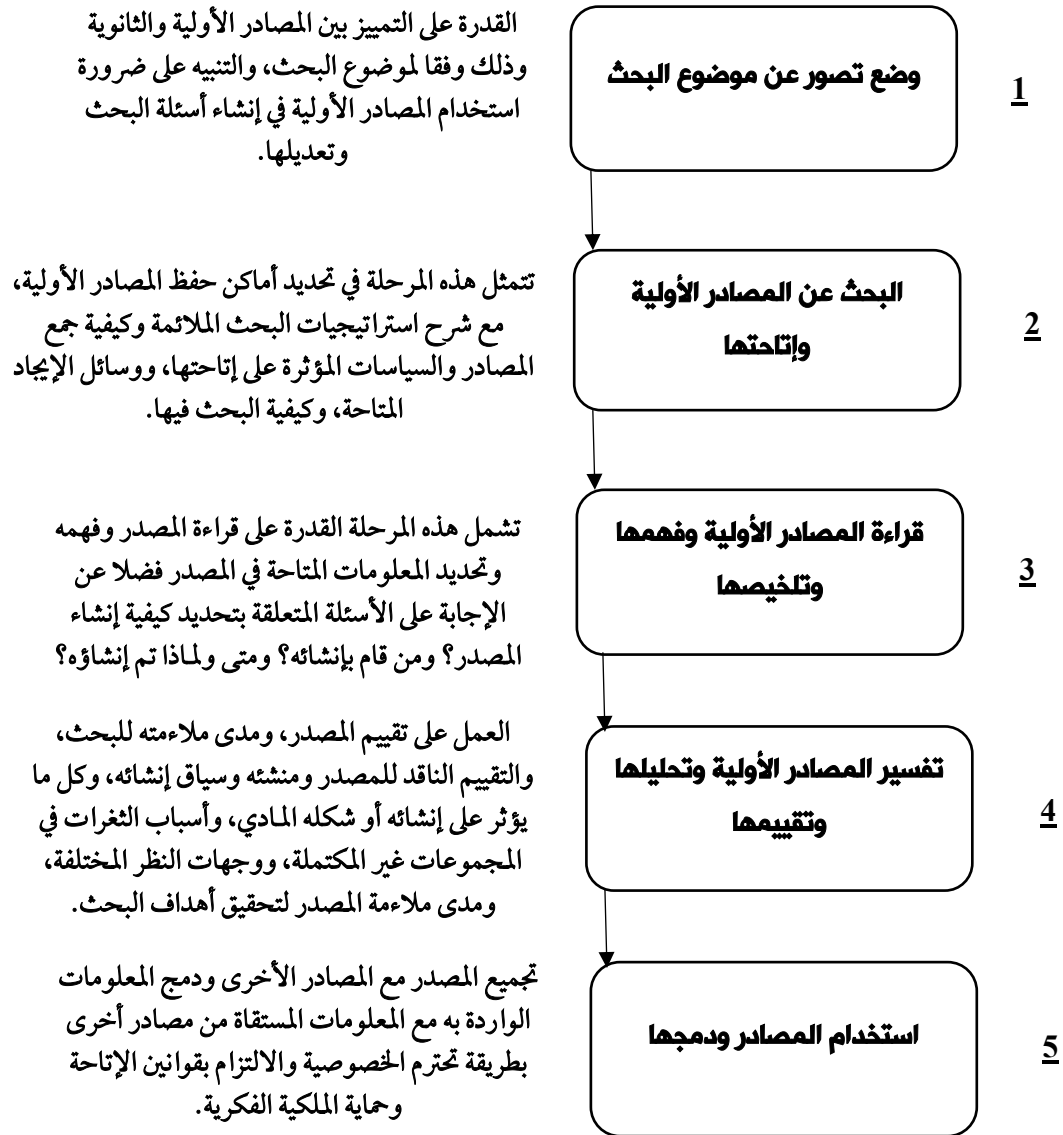 1
وضع تصور عن موضوع البحث
القدرة على التمييز بين المصادر الأولية والثانوية
وذلك وفقا لموضوع البحث، والتنبيه على ضرورة
استخدام المصادر الأولية في إنشاء أسئلة البحث
وتعديلها.
2
البحث عن المصادر الأولية
وإتاحتها
تتمثل هذه المرحلة في تحديد أماكن حفظ المصادر الأولية،
مع شرح استراتيجيات البحث الملائمة وكيفية جمع
المصادر والسياسات المؤثرة على إتاحتها، ووسائل الإيجاد
المتاحة، وكيفية البحث فيها.
3
قراءة المصادر الأولية وفهمها
وتلخيصها
تشمل هذه المرحلة القدرة على قراءة المصدر وفهمه
وتحديد المعلومات المتاحة في المصدر فضلا عن
الإجابة على الأسئلة المتعلقة بتحديد كيفية إنشاء
المصدر؟ ومن قام بإنشائه؟ ومتى ولماذا تم إنشاؤه؟
4
تفسير المصادر الأولية وتحليلها
وتقييمها
العمل على تقييم المصدر، ومدى ملاءمته للبحث،
والتقييم الناقد للمصدر ومنشئه وسياق إنشائه، وكل ما
يؤثر على إنشائه أو شكله المادي، وأسباب الثغرات في
المجموعات غير المكتملة، ووجهات النظر المختلفة،
ومدى ملاءمة المصدر لتحقيق أهداف البحث.
5
استخدام المصادر ودمجها
تجميع المصدر مع المصادر الأخرى ودمج المعلومات
الواردة به مع المعلومات المستقاة من مصادر أخرى
بطريقة تحترم الخصوصية والالتزام بقوانين الإتاحة
وحماية الملكية الفكرية.